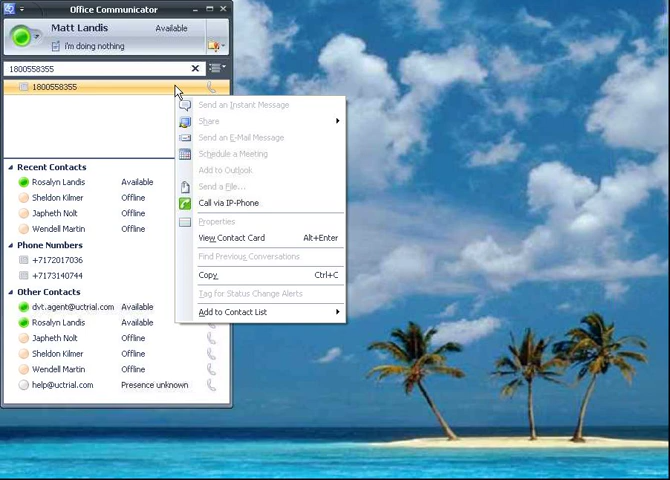 Office Communicator
Matt Landis Available
I'm doing nothing
1800558355
1800558355
Send an Instant Message
Share
Send an E-Mail Message
Schedule a Meeting
Add to Outlook
Send a File...
Call via IP-Phone
Properties
View Contact Card Alt+Enter
Find Previous Conversations
Copy Ctrl+C
Tag for Status Change Alerts
Add to Contact List
Recent Contacts
Rosalyn Landis Available
Sheldon Kilmer Offline
Japheth Nolt Offline
Wendell Martin Offline
Phone Numbers
+7172017036
+7173140744
Other Contacts
dvt.agent@uctrial.com Available
Rosalyn Landis Available
Japheth Nolt Offline
Sheldon Kilmer Offline
Wendell Martin Offline
help@uctrial.com Presence unknown